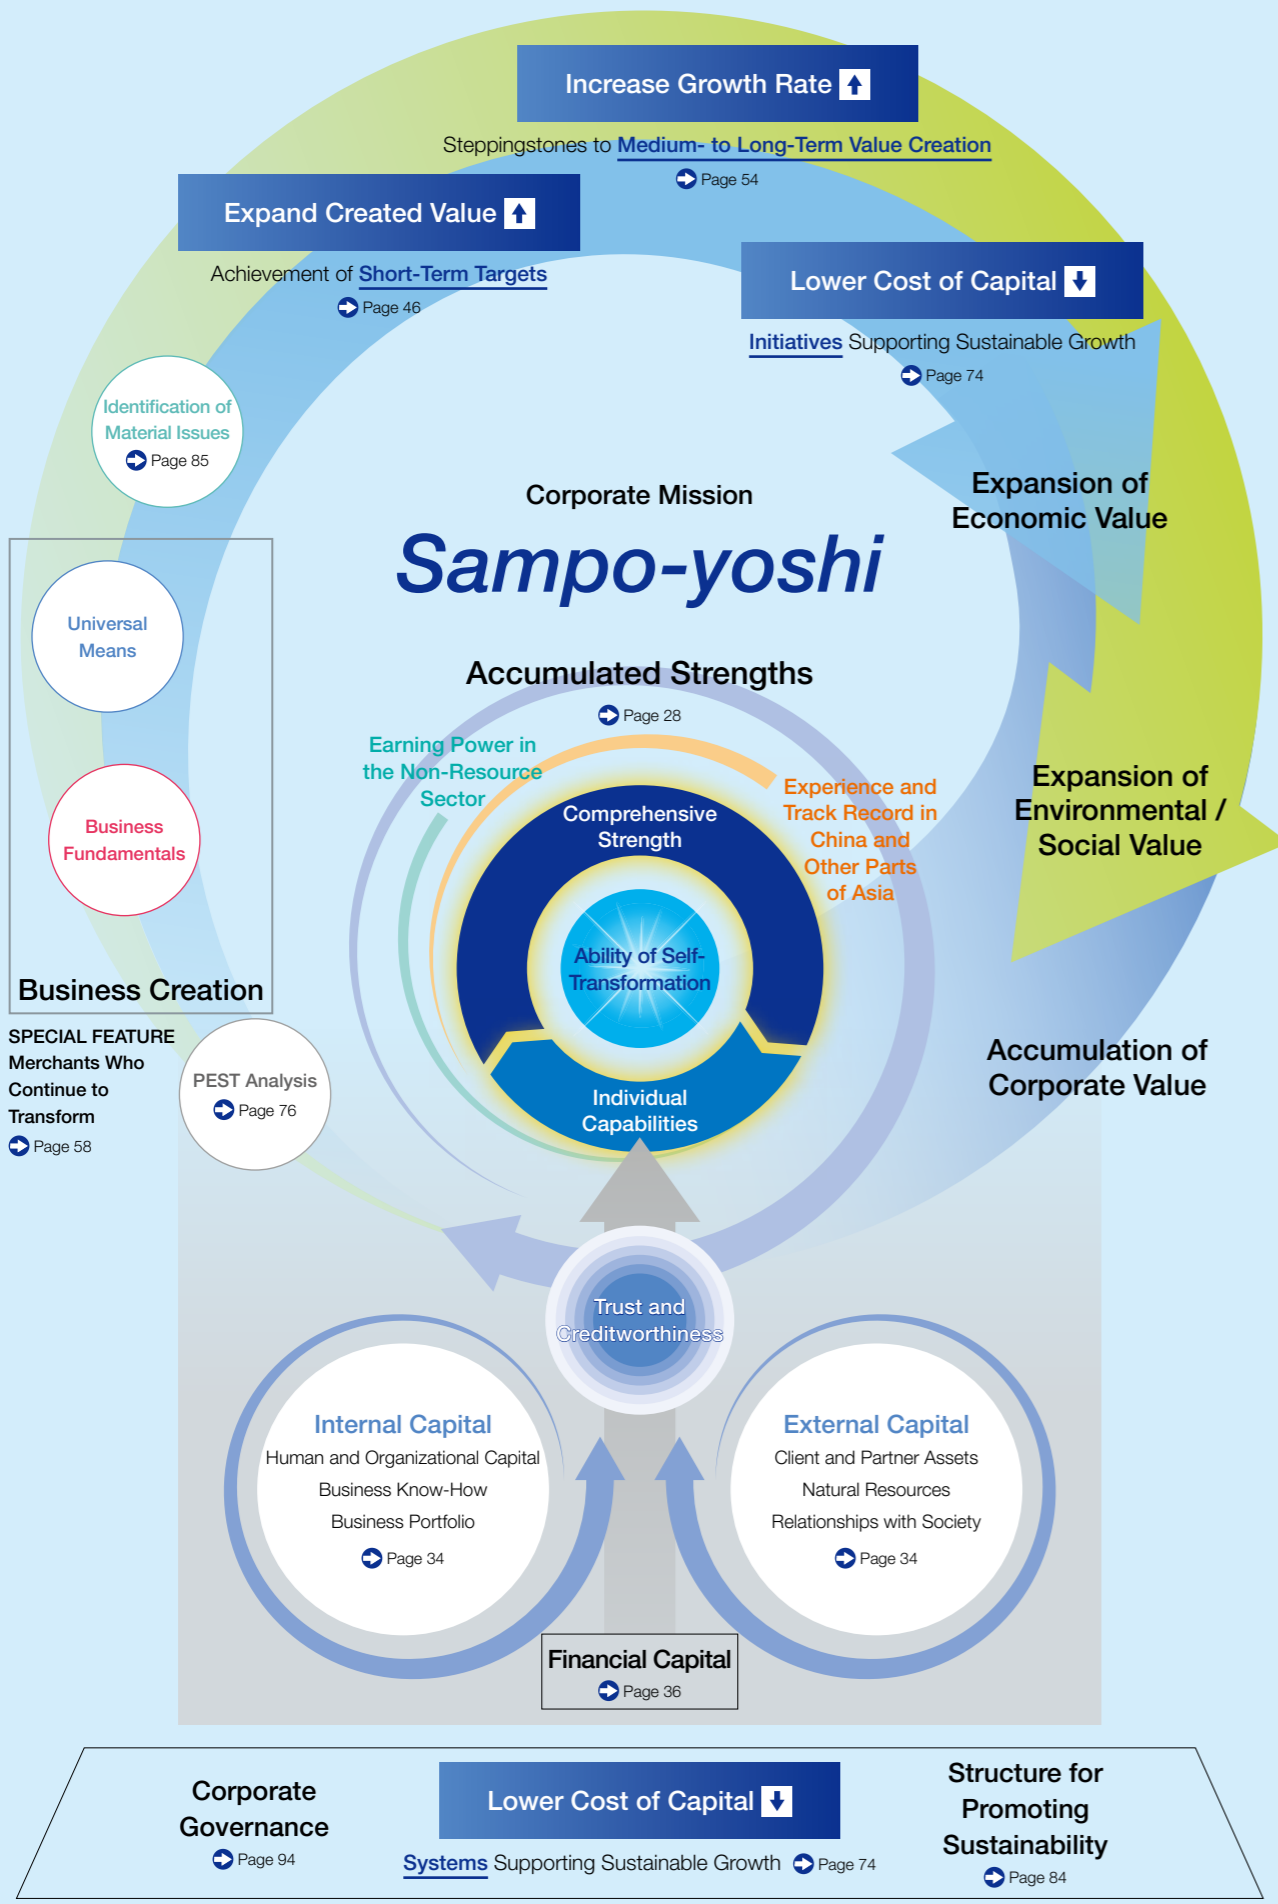 Increase Growth Rate
Steppingstones to Medium- to Long-Term Value Creation
Page 54
Expand Created Value
Achievement of Short-Term Targets
Page 46
Lower Cost of Capital
Initiatives Supporting Sustainable Growth
Page 74
Identification of
Material Issues
Page 85
Corporate Mission
Sampo-yoshi
Expansion of
Economic Value
Universal
Means
Business
Fundamentals
Business Creation
SPECIAL FEATURE
Merchants Who
Continue to
Transform
Page 58
PEST Analysis
Page 76
Accumulated Strengths
Page 28
Earning Power in
the Non-Resource
Sector
Experience and
Track Record in
China and
Other Parts
of Asia
Comprehensive
Strength
Ability of Self-
Transformation
Individual
Capabilities
Expansion of
Environmental /
Social Value
Accumulation of
Corporate Value
Trust and
Creditworthiness
Internal Capital
Human and Organizational Capital
Business Know-How
Business Portfolio
Page 34
External Capital
Client and Partner Assets
Natural Resources
Relationships with Society
Page 34
Financial Capital
Page 36
Corporate
Governance
Page 94
Lower Cost of Capital
Systems Supporting Sustainable Growth Page 74
Structure for
Promoting
Sustainability
Page 84